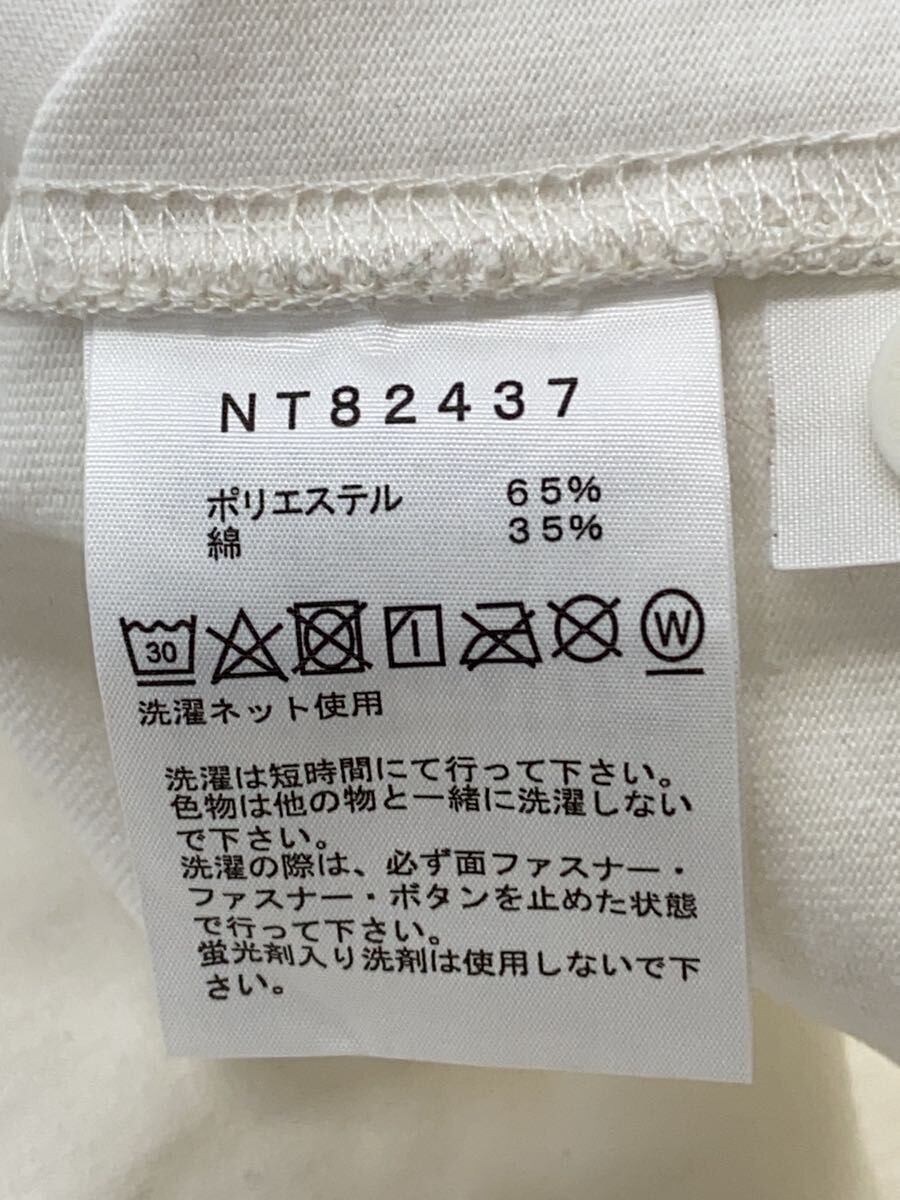 NT82437
ポリエステル 65%
綿 35%
30 W
洗濯ネット使用
洗濯は短時間にて行って下さい。
色物は他の物と一緒に洗濯しない
で下さい。
洗濯の際は、必ず面ファスナー・
ファスナー・ボタンを止めた状態
で行って下さい。
蛍光剤入り洗剤は使用しないで下
さい。